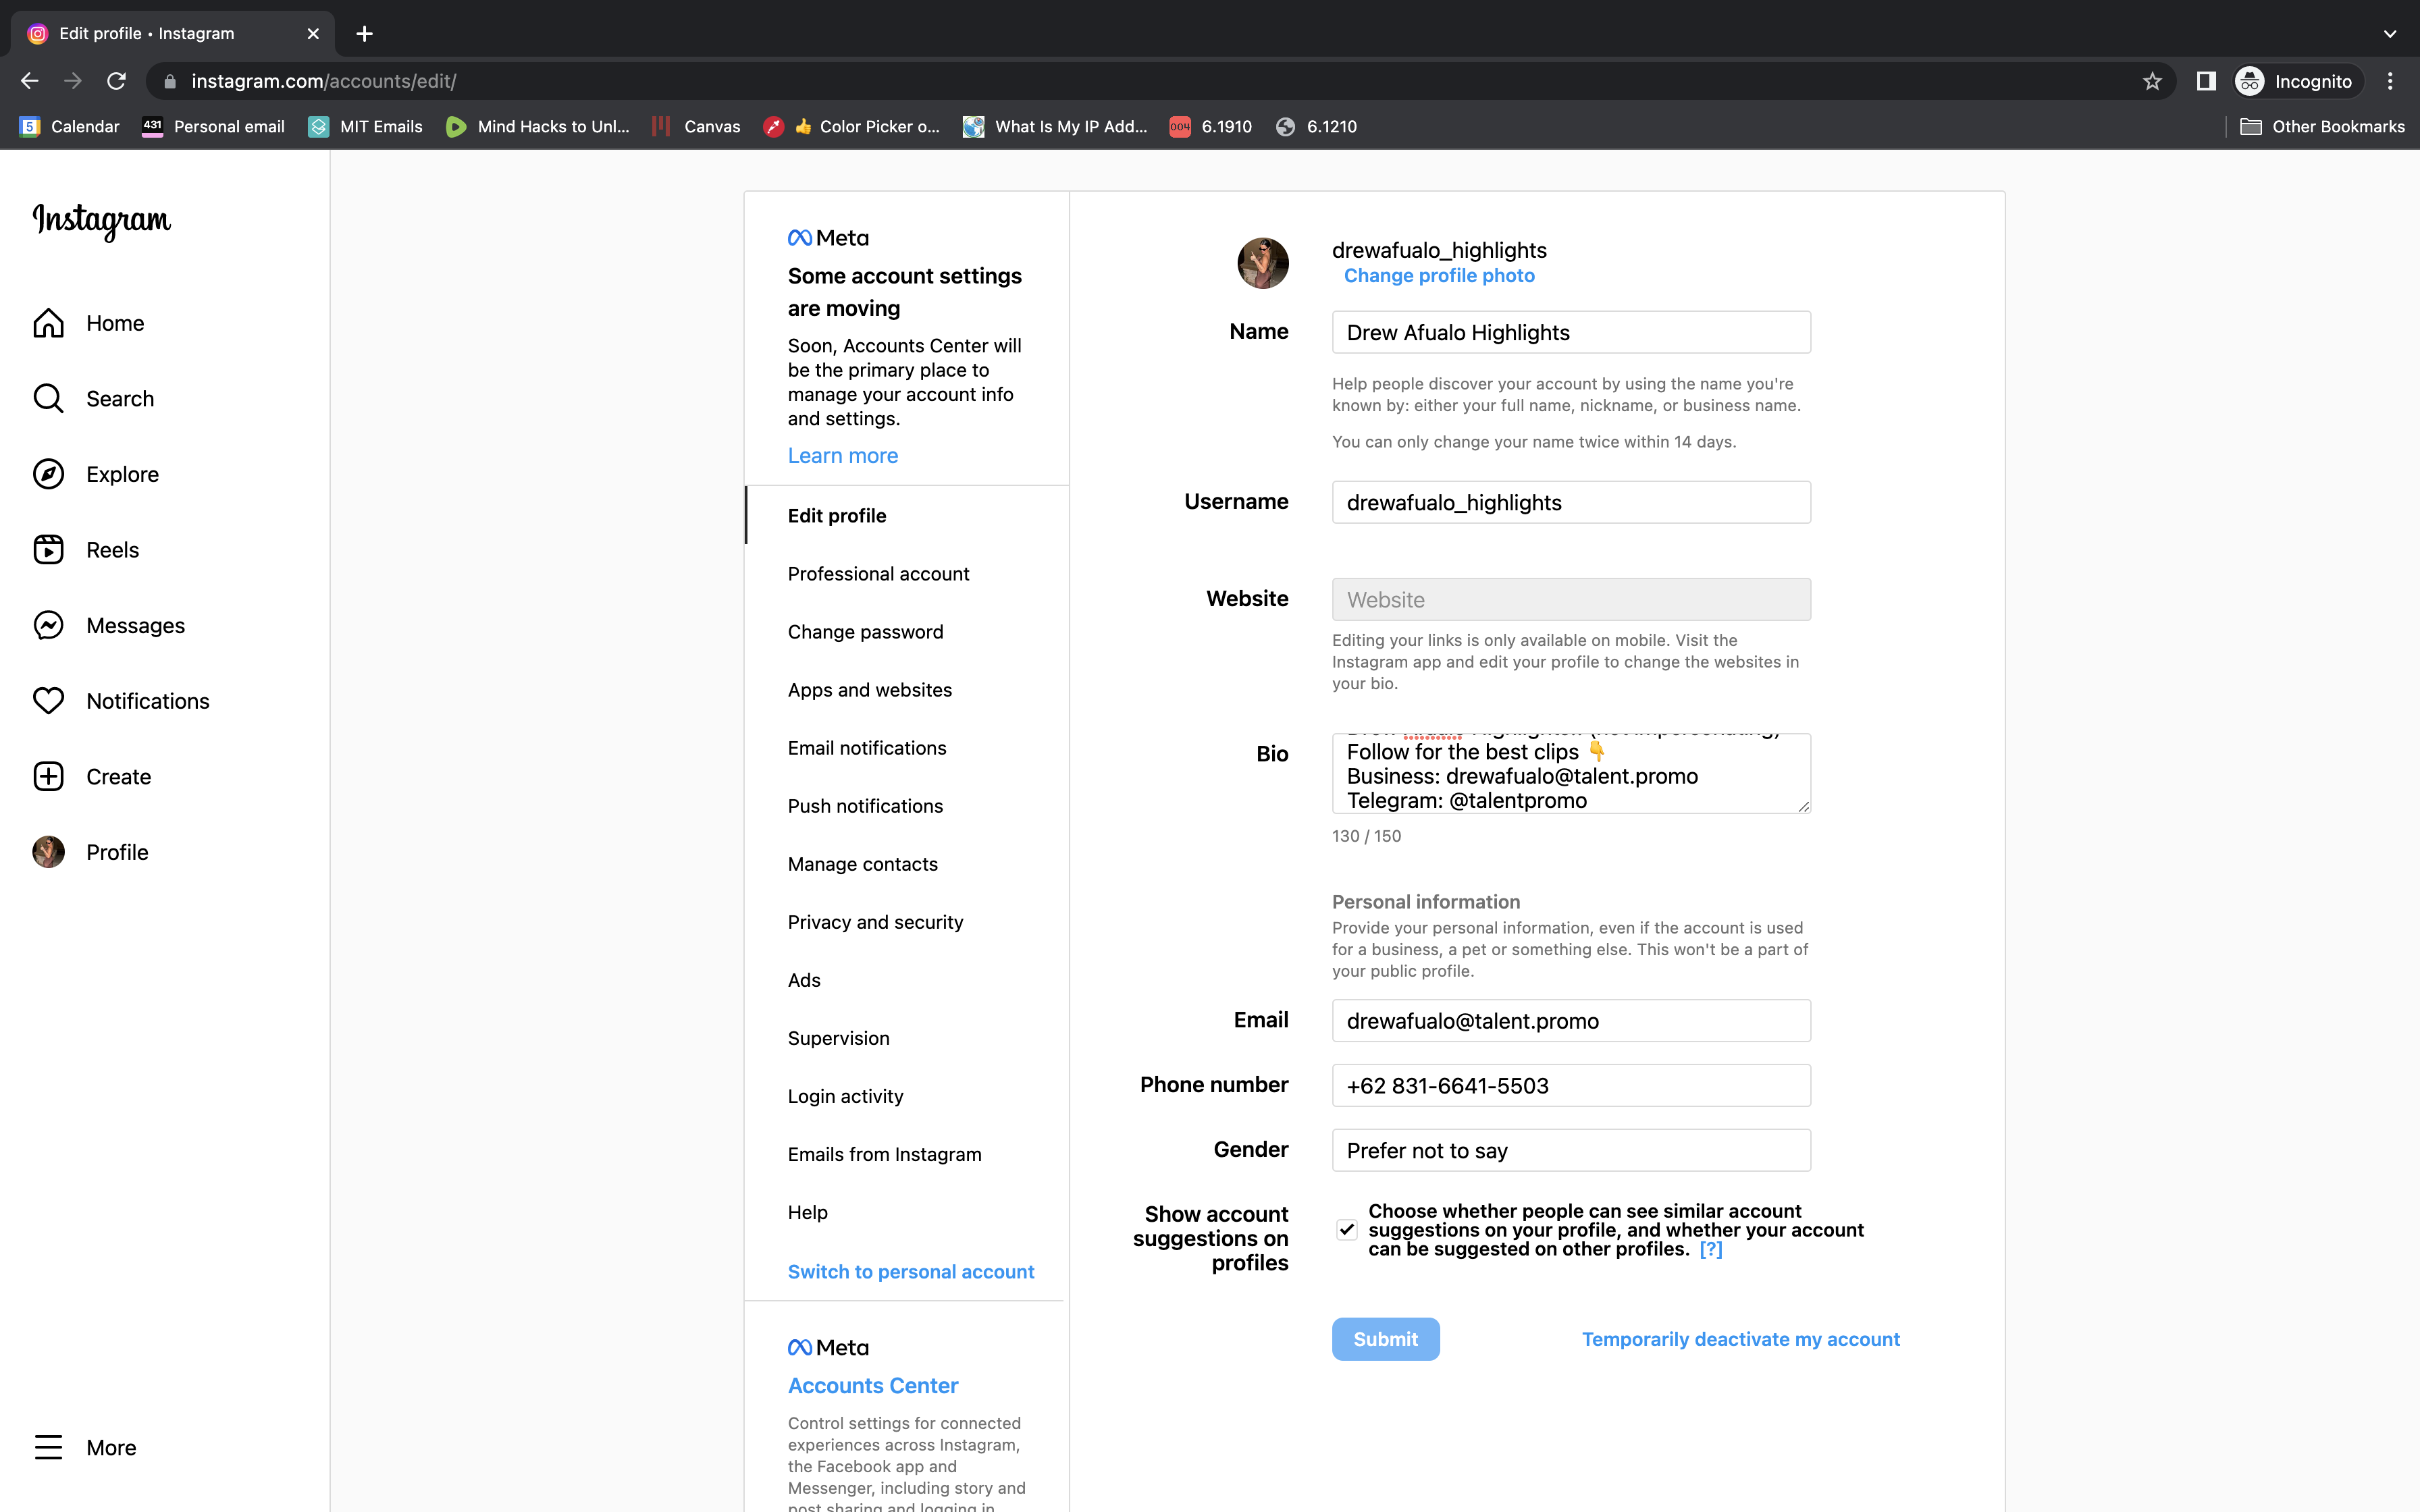 Edit profile • Instagram
instagram.com/accounts/edit/
Incognito
5 Calendar
431 Personal email
MIT Emails
Mind Hacks to Unl...
Canvas
👍 Color Picker o...
What Is My IP Add...
004 6.1910
6.1210
Other Bookmarks
Instagram
Home
Search
Explore
Reels
Messages
Notifications
Create
Profile
More
Meta
Some account settings
are moving
Soon, Accounts Center will
be the primary place to
manage your account info
and settings.
Learn more
Edit profile
Professional account
Change password
Apps and websites
Email notifications
Push notifications
Manage contacts
Privacy and security
Ads
Supervision
Login activity
Emails from Instagram
Help
Switch to personal account
Meta
Accounts Center
Control settings for connected
experiences across Instagram,
the Facebook app and
Messenger, including story and
post sharing and logging in.
drewafualo_highlights
Change profile photo
Name
Drew Afualo Highlights
Help people discover your account by using the name you're
known by: either your full name, nickname, or business name.
You can only change your name twice within 14 days.
Username
drewafualo_highlights
Website
Website
Editing your links is only available on mobile. Visit the
Instagram app and edit your profile to change the websites in
your bio.
Bio
Follow for the best clips 👇
Business: drewafualo@talent.promo
Telegram: @talentpromo
130 / 150
Personal information
Provide your personal information, even if the account is used
for a business, a pet or something else. This won't be a part of
your public profile.
Email
drewafualo@talent.promo
Phone number
+62 831-6641-5503
Gender
Prefer not to say
Show account
suggestions on
profiles
Choose whether people can see similar account
suggestions on your profile, and whether your account
can be suggested on other profiles. [?]
Submit
Temporarily deactivate my account